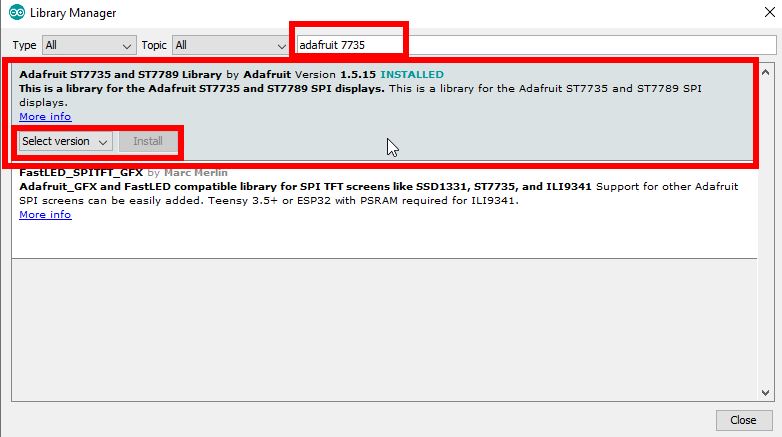 Library Manager
Type All Topic All adafruit 7735
Adafruit ST7735 and ST7789 Library by Adafruit Version 1.5.15 INSTALLED
This is a library for the Adafruit ST7735 and ST7789 SPI displays. This is a library for the Adafruit ST7735 and ST7789 SPI
displays.
More info
Select version Install
FastLED_SPITFT_GFX by Marc Merlin
Adafruit_GFX and FastLED compatible library for SPI TFT screens like SSD1331, ST7735, and ILI9341 Support for other Adafruit
SPI screens can be easily added. Teensy 3.5+ or ESP32 with PSRAM required for ILI9341.
More info
Close